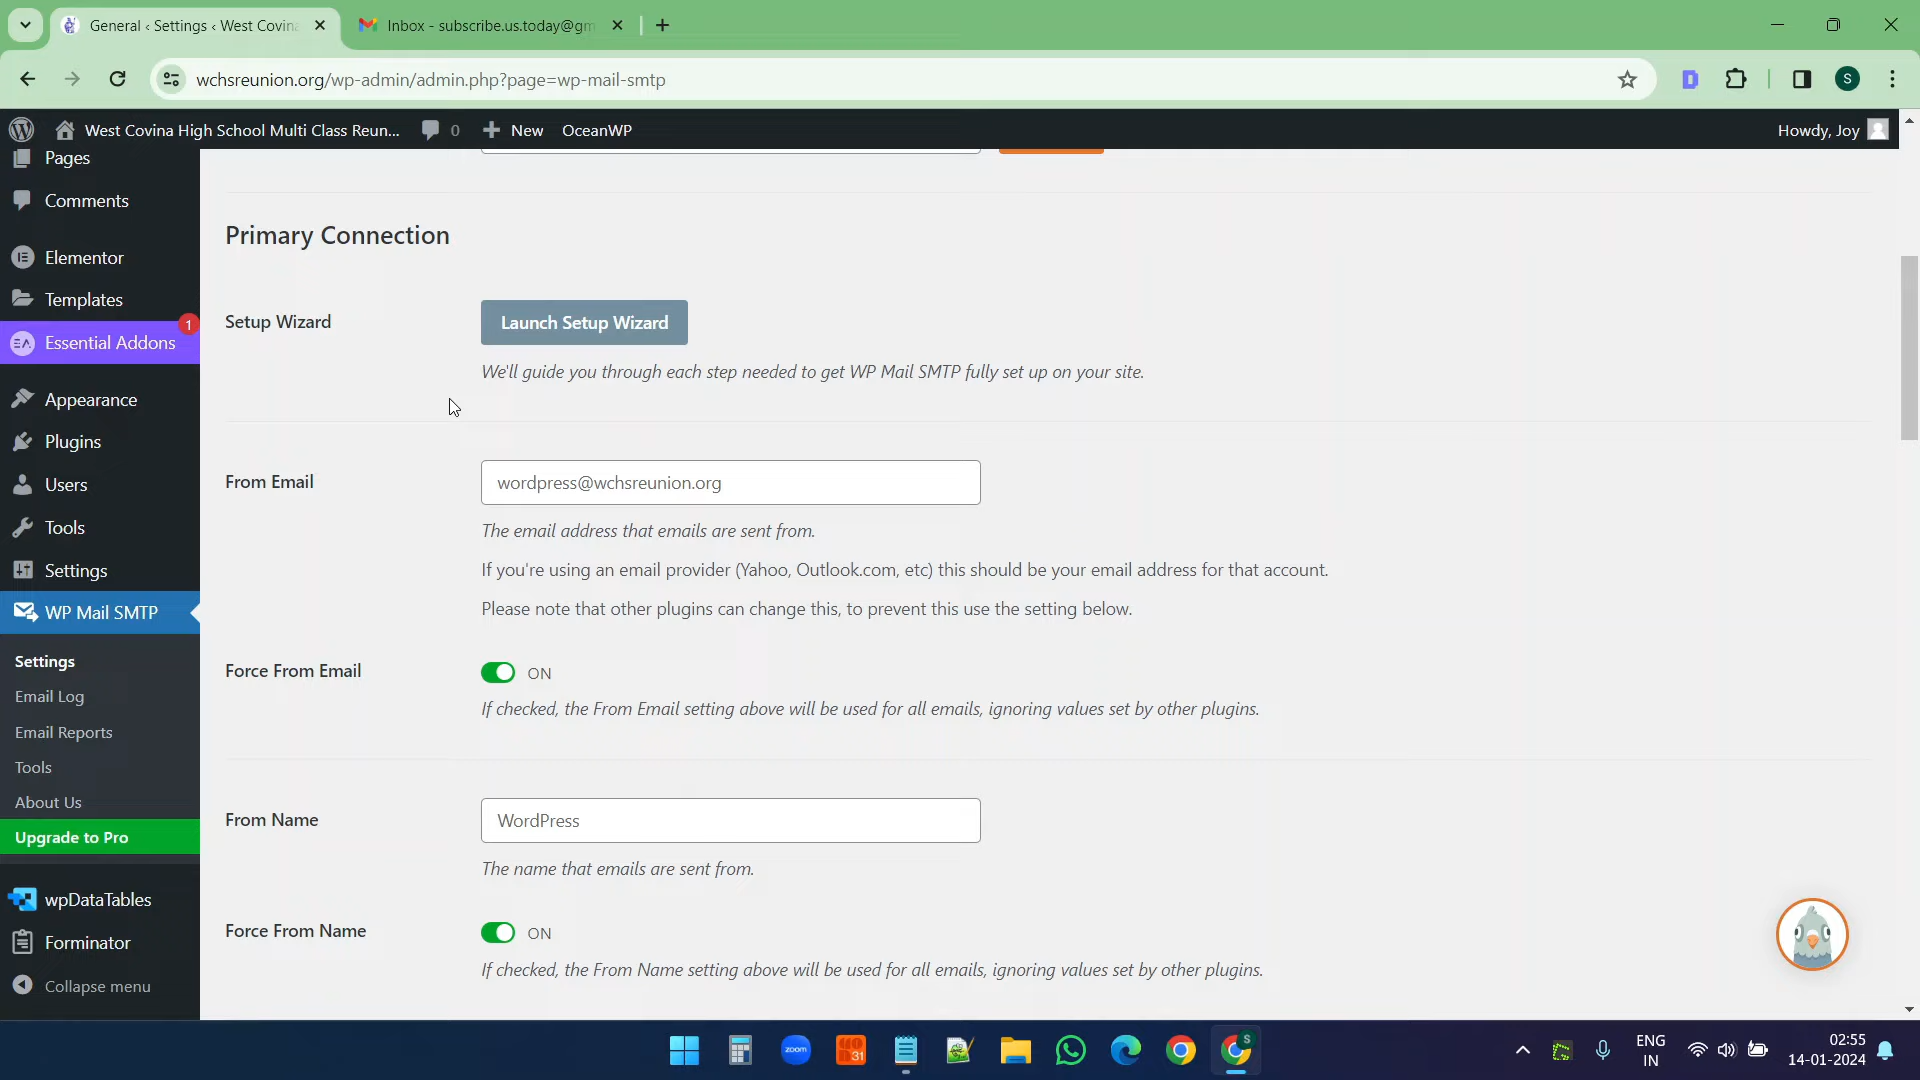 General ‹ Settings ‹ West Covina
Inbox - subscribe.us.today@gm
wchsreunion.org/wp-admin/admin.php?page=wp-mail-smtp
S
West Covina High School Multi Class Reun...
0
New
OceanWP
Howdy, Joy
Pages
Comments
Elementor
Templates
1
Essential Addons
Appearance
Plugins
Users
Tools
Settings
WP Mail SMTP
Settings
Email Log
Email Reports
Tools
About Us
Upgrade to Pro
wpDataTables
Forminator
Collapse menu
Primary Connection
Setup Wizard
Launch Setup Wizard
We'll guide you through each step needed to get WP Mail SMTP fully set up on your site.
From Email
wordpress@wchsreunion.org
The email address that emails are sent from.
If you're using an email provider (Yahoo, Outlook.com, etc) this should be your email address for that account.
Please note that other plugins can change this, to prevent this use the setting below.
Force From Email
ON
If checked, the From Email setting above will be used for all emails, ignoring values set by other plugins.
From Name
WordPress
The name that emails are sent from.
Force From Name
ON
If checked, the From Name setting above will be used for all emails, ignoring values set by other plugins.
zoom
31
S
ENG
IN
02:55
14-01-2024